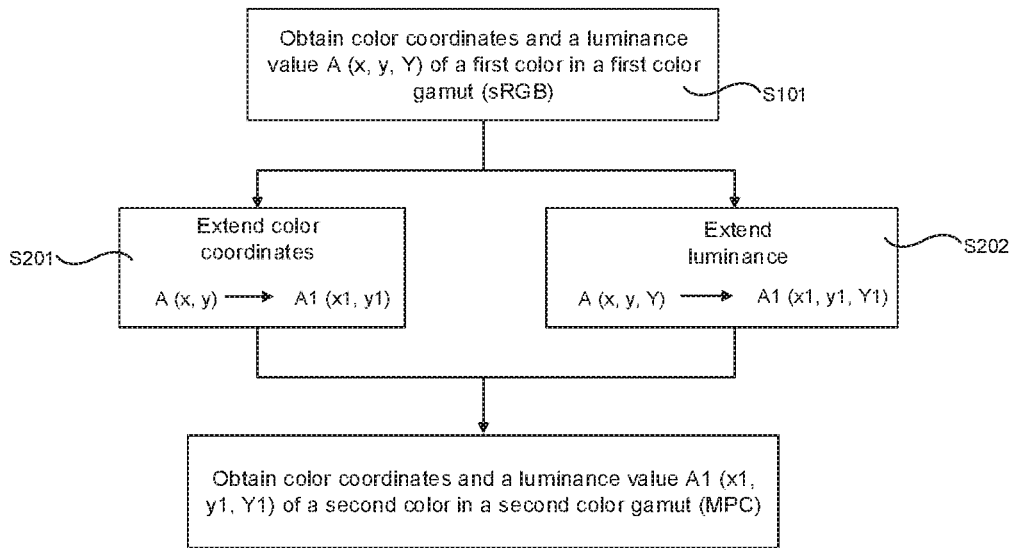 Obtain color coordinates and a luminance
value A (x, y, Y) of a first color in a first color
gamut (sRGB)
S101
Extend color
coordinates
A (x, y) → A1 (x1, y1)
S201
Extend
luminance
A (x, y, Y) → A1 (x1, y1, Y1)
S202
Obtain color coordinates and a luminance value A1 (x1,
y1, Y1) of a second color in a second color gamut (MPC)